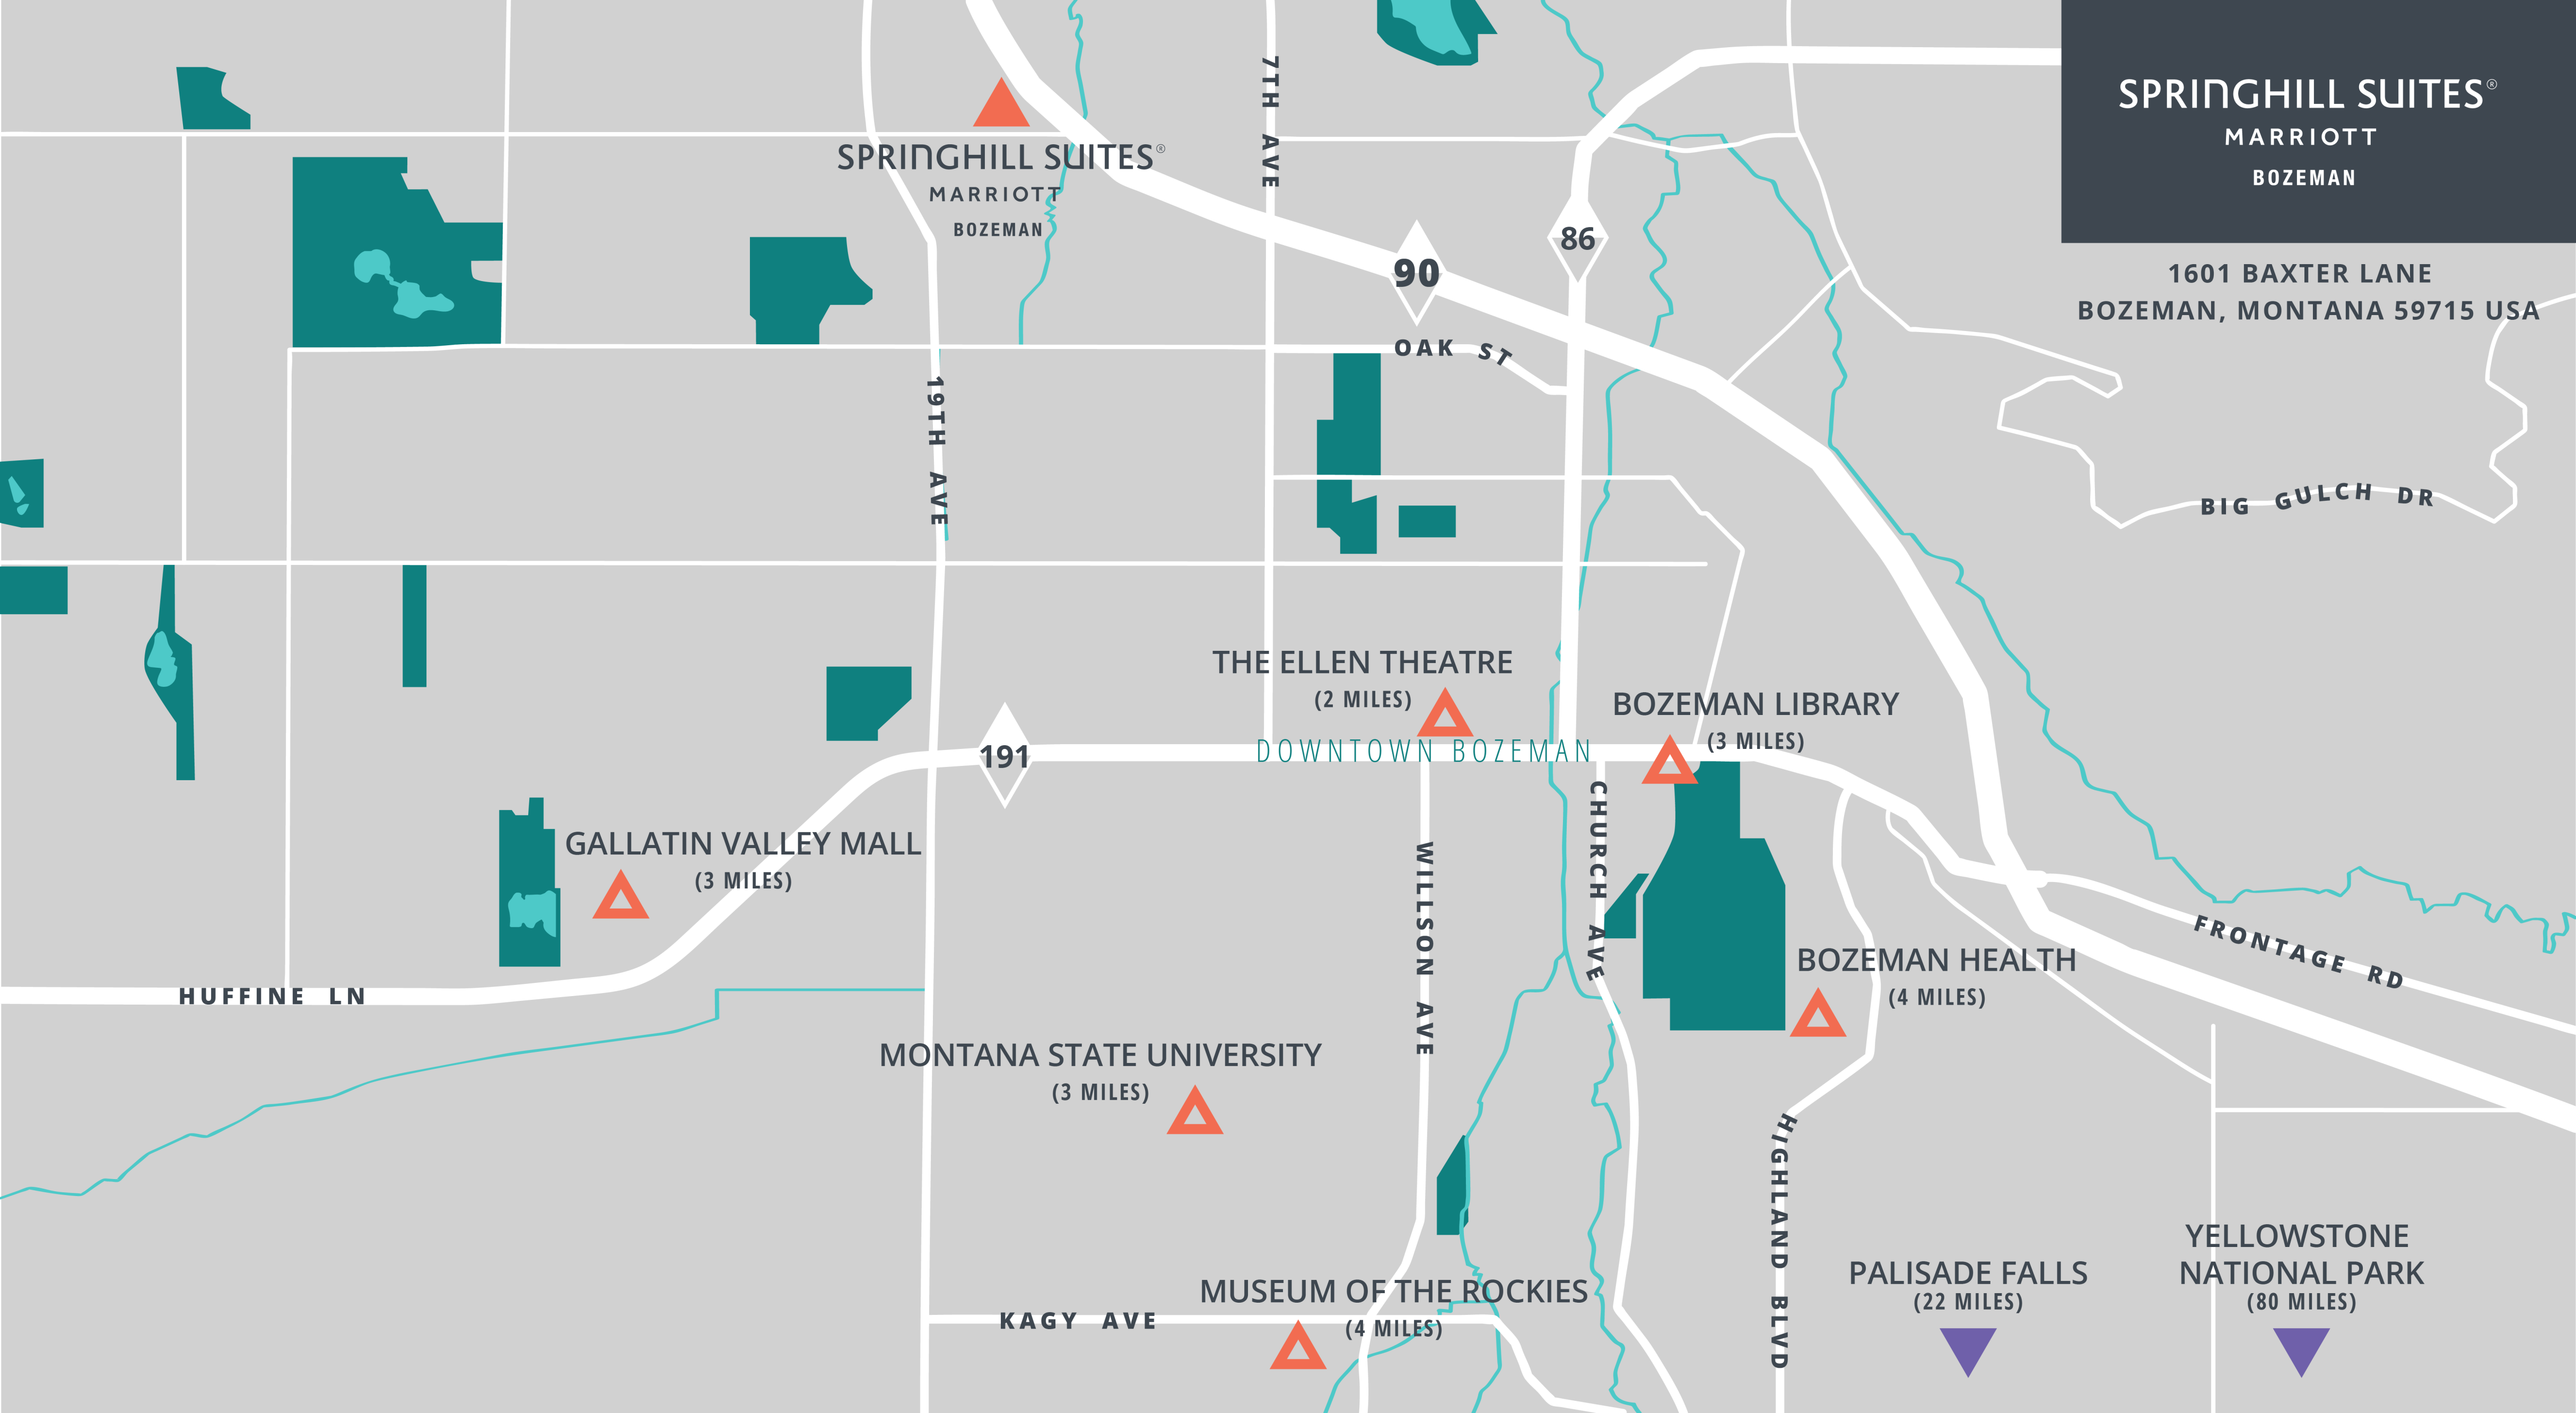 SPRINGHILL SUITES®
MARRIOTT
BOZEMAN
1601 BAXTER LANE
BOZEMAN, MONTANA 59715 USA
7TH AVE
SPRINGHILL SUITES®
MARRIOTT
BOZEMAN
86
90
OAK ST
19TH AVE
BIG GULCH DR
THE ELLEN THEATRE
(2 MILES)
BOZEMAN LIBRARY
(3 MILES)
DOWNTOWN BOZEMAN
191
GALLATIN VALLEY MALL
(3 MILES)
WILLSON AVE
CHURCH AVE
FRONTAGE RD
BOZEMAN HEALTH
(4 MILES)
HUFFINE LN
MONTANA STATE UNIVERSITY
(3 MILES)
HIGHLAND BLVD
YELLOWSTONE
NATIONAL PARK
(80 MILES)
PALISADE FALLS
(22 MILES)
MUSEUM OF THE ROCKIES
(4 MILES)
KAGY AVE